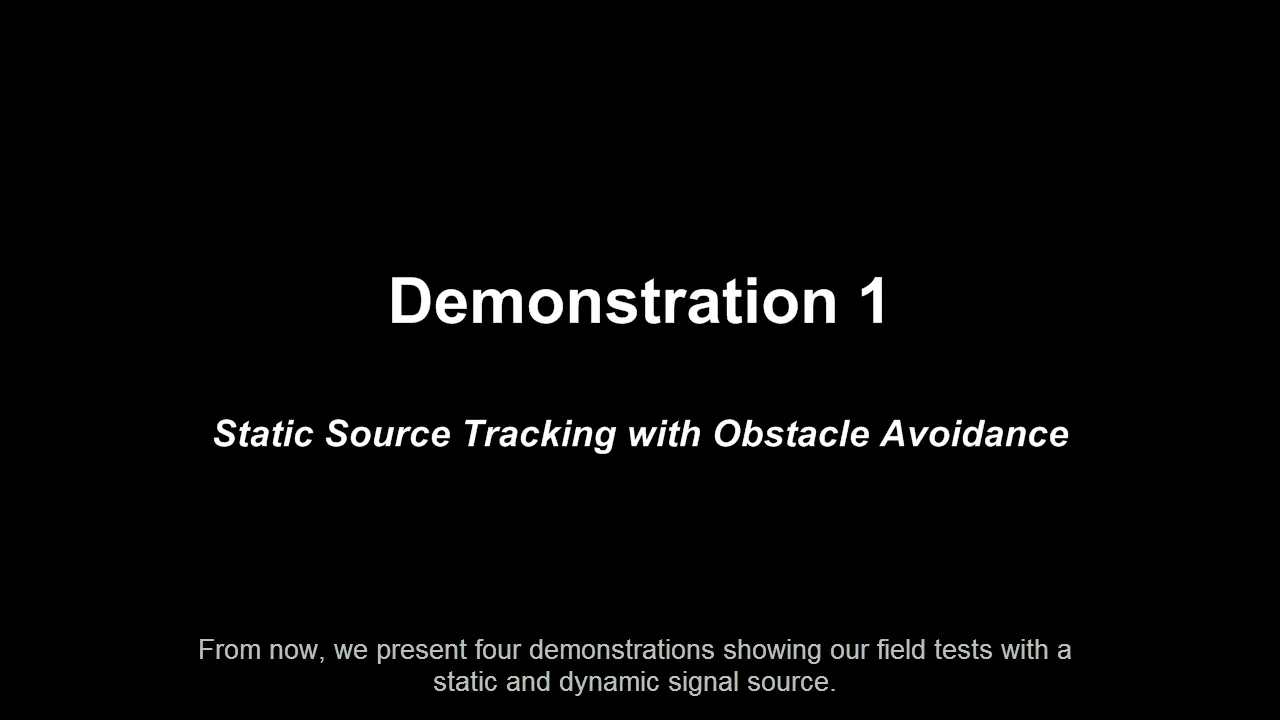 Demonstration 1
Static Source Tracking with Obstacle Avoidance
From now, we present four demonstrations showing our field tests with a
static and dynamic signal source.